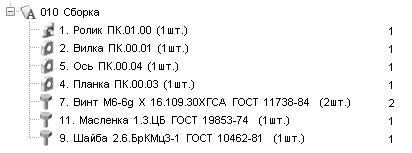 010 Сборка
1. Ролик ПК.01.00 (1шт.) 1
2. Вилка ПК.00.01 (1шт.) 1
5. Ось ПК.00.04 (1шт.) 1
4. Планка ПК.00.03 (1шт.) 1
7. Винт М6-6g X 16.109.30ХГСА ГОСТ 11738-84 (2шт.) 2
11. Масленка 1.3.ЦБ ГОСТ 19853-74 (1шт.) 1
9. Шайба 2.6.БрКМц3-1 ГОСТ 10462-81 (1шт.) 1